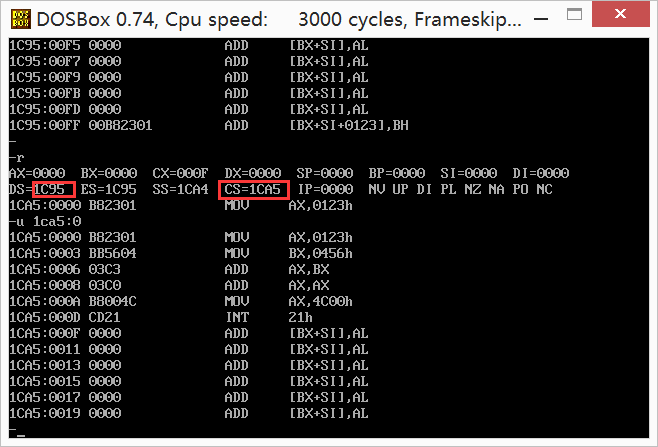 DOS
BOX
DOSBox 0.74, Cpu speed: 3000 cycles, Frameskip...
1C95:00F5 0000 ADD [BX+SI],AL
1C95:00F7 0000 ADD [BX+SI],AL
1C95:00F9 0000 ADD [BX+SI],AL
1C95:00FB 0000 ADD [BX+SI],AL
1C95:00FD 0000 ADD [BX+SI],AL
1C95:00FF 00B82301 ADD [BX+SI+0123],BH
-
-r
AX=0000 BX=0000 CX=000F DX=0000 SP=0000 BP=0000 SI=0000 DI=0000
DS=1C95 ES=1C95 SS=1CA4 CS=1CA5 IP=0000 NV UP DI PL NZ NA PO NC
1CA5:0000 B82301 MOV AX,0123h
-u 1ca5:0
1CA5:0000 B82301 MOV AX,0123h
1CA5:0003 BB5604 MOV BX,0456h
1CA5:0006 03C3 ADD AX,BX
1CA5:0008 03C0 ADD AX,AX
1CA5:000A B8004C MOV AX,4C00h
1CA5:000D CD21 INT 21h
1CA5:000F 0000 ADD [BX+SI],AL
1CA5:0011 0000 ADD [BX+SI],AL
1CA5:0013 0000 ADD [BX+SI],AL
1CA5:0015 0000 ADD [BX+SI],AL
1CA5:0017 0000 ADD [BX+SI],AL
1CA5:0019 0000 ADD [BX+SI],AL
-_